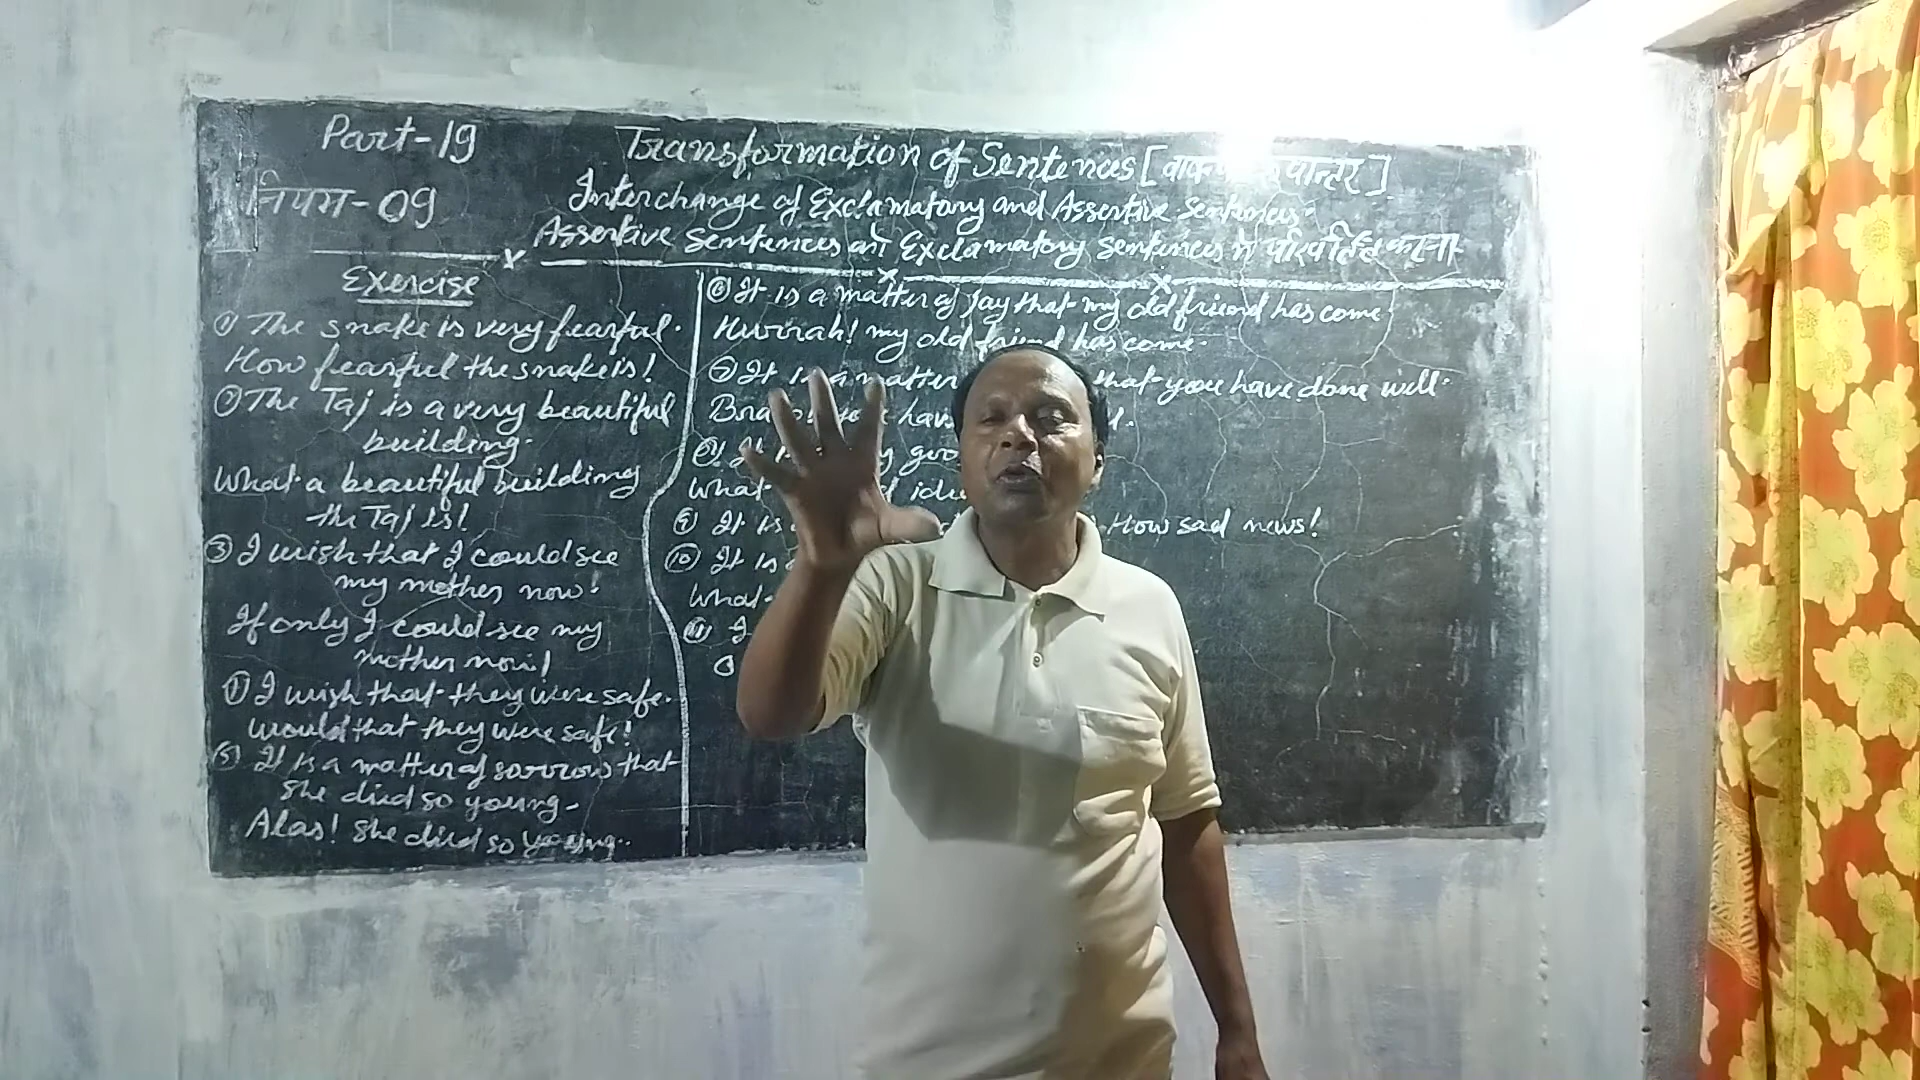 Part-19
नियम-09
Transformation of Sentences [
Interchange of Exclamatory and Assertive Sentences.
Assertive Sentences का Exclamatory Sentences में परिवर्तित करना
Exercise
① The snake is very fearful.
How fearful the snake is!
② The Taj is a very beautiful
building.
What a beautiful building
the Taj is!
③ I wish that I could see
my mother now!
If only I could see my
mother now!
I wish that they were safe.
would that they were safe!
⑤ It is a matter of sorrow that
she died so young.
Alas! she died so young..
⑥ It is a matter of joy that my old friend has come.
Hurrah! my old friend has come.
⑦ It is a matter that you have done well.
What
⑨ It is How sad news!
⑩ It is
What
⑪ I